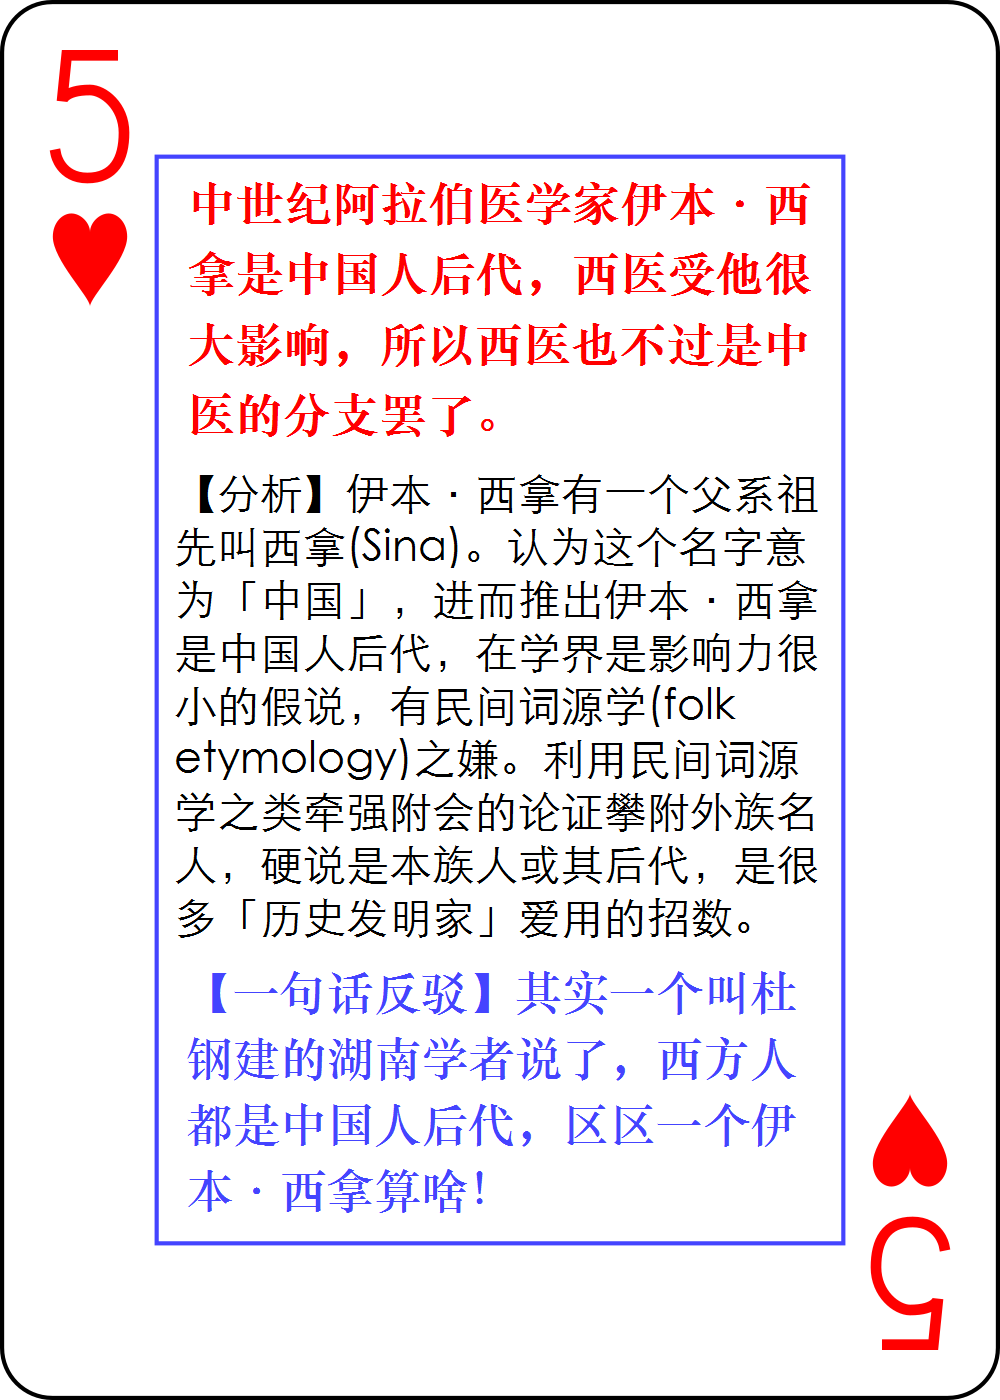 5
中世纪阿拉伯医学家伊本·西
拿是中国人后代，西医受他很
大影响，所以西医也不过是中
医的分支罢了。
【分析】伊本·西拿有一个父系祖
先叫西拿(Sina)。认为这个名字意
为「中国」，进而推出伊本·西拿
是中国人后代，在学界是影响力很
小的假说，有民间词源学(folk
etymology)之嫌。利用民间词源
学之类牵强附会的论证攀附外族名
人，硬说是本族人或其后代，是很
多「历史发明家」爱用的招数。
【一句话反驳】其实一个叫杜
钢建的湖南学者说了，西方人
都是中国人后代，区区一个伊
本·西拿算啥！
5